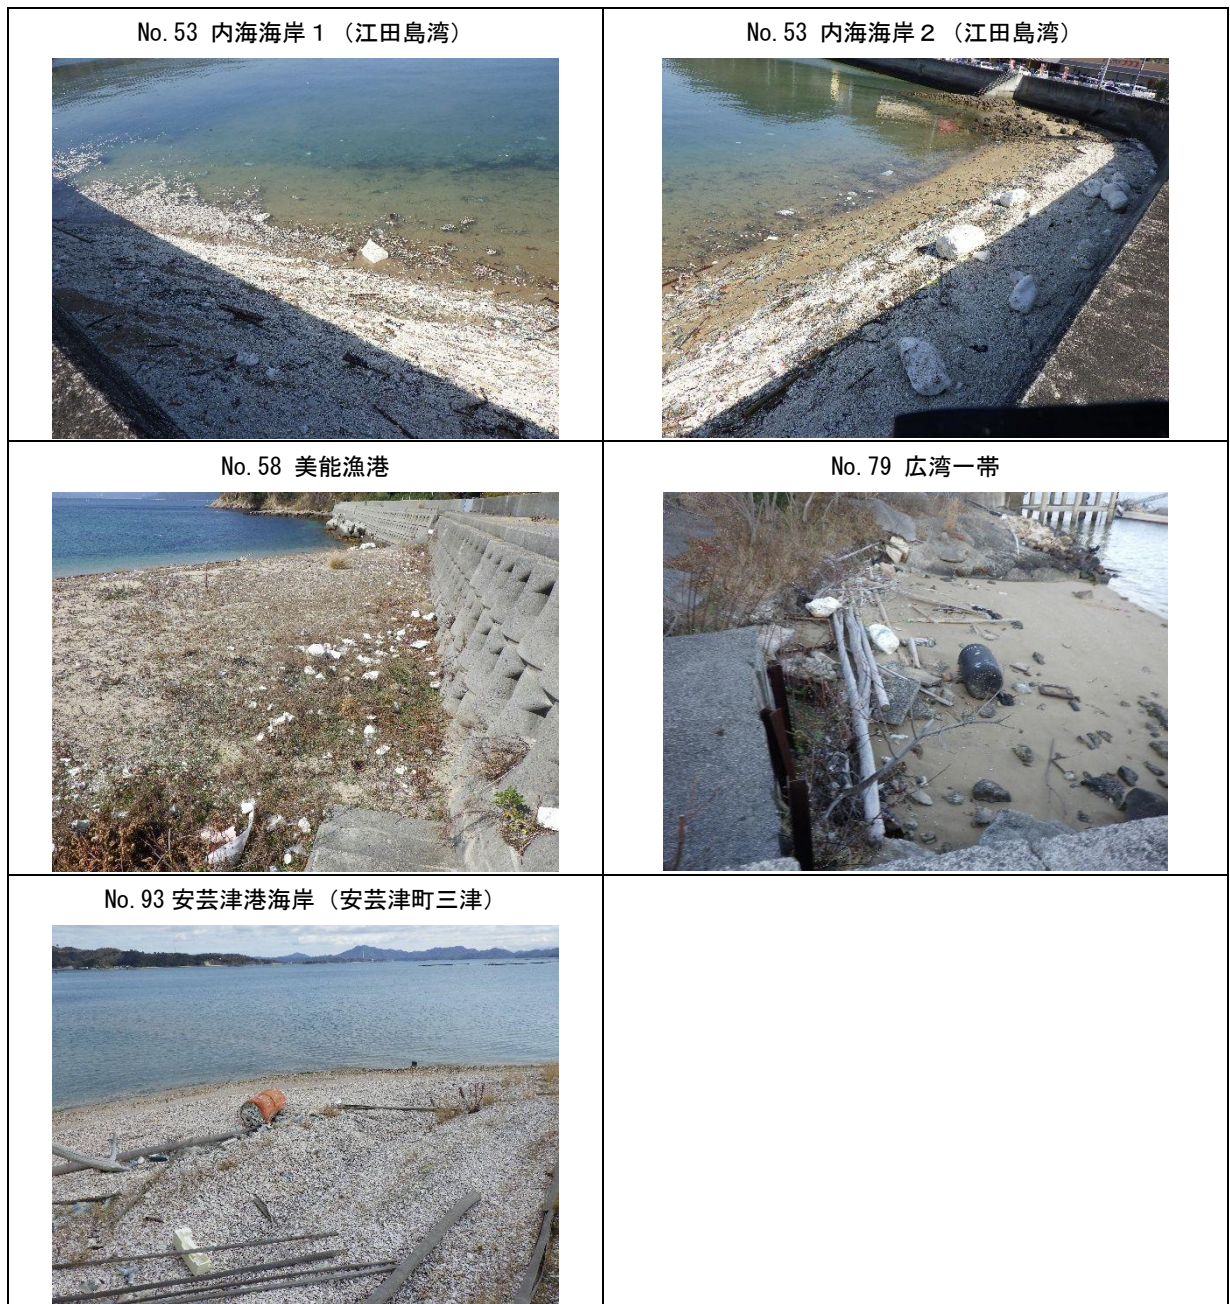 No.53 内海海岸１（江田島湾）
No.53 内海海岸２（江田島湾）
No.58 美能漁港
No.79 広湾一帯
No.93 安芸津港海岸（安芸津町三津）